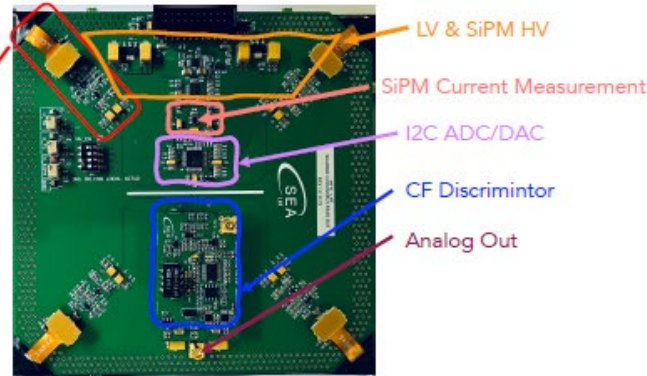 LV & SiPM HV
SiPM Current Measurement
I2C ADC/DAC
SEA
CF Discrimintor
Analog Out